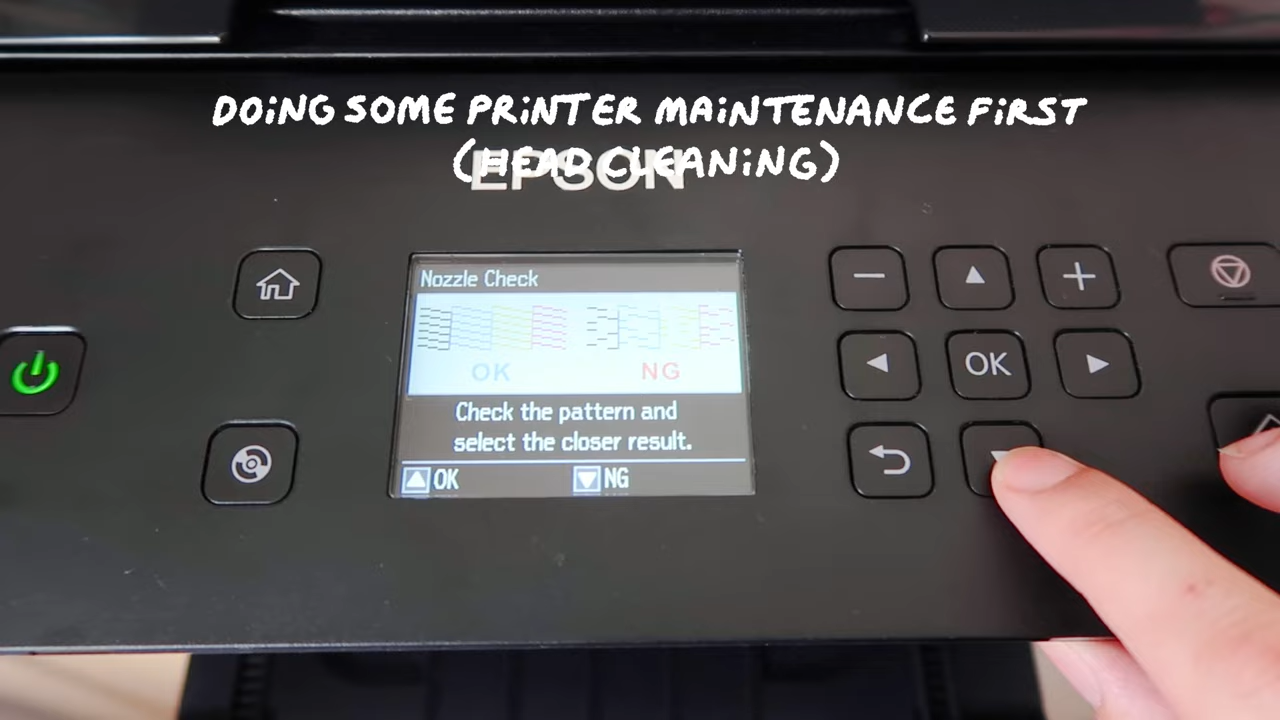 DOiNG SOME PRiNTER MAiNTENANCE FiRST
(HEAD CLEANiNG)
EPSON
Nozzle Check
OK NG
Check the pattern and
select the closer result.
OK NG
OK